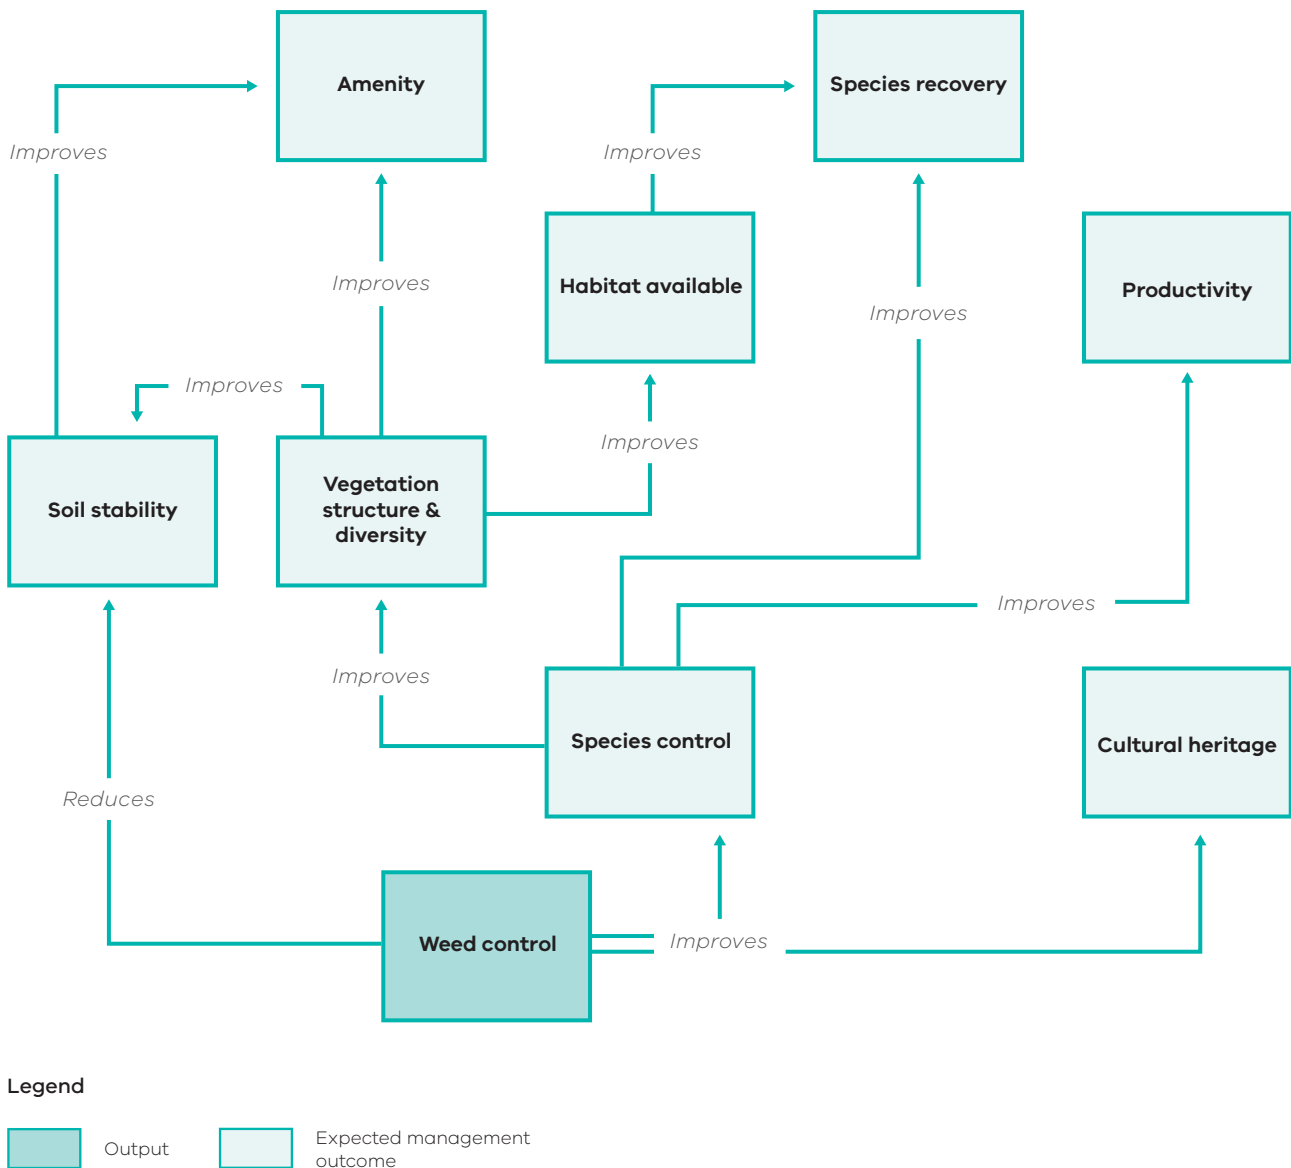 Amenity
Species recovery
Improves
Improves
Habitat available
Productivity
Improves
Improves
Improves
Improves
Soil stability
Vegetation
structure &
diversity
Improves
Improves
Species control
Cultural heritage
Reduces
Weed control
Improves
Legend
Output
Expected management
outcome